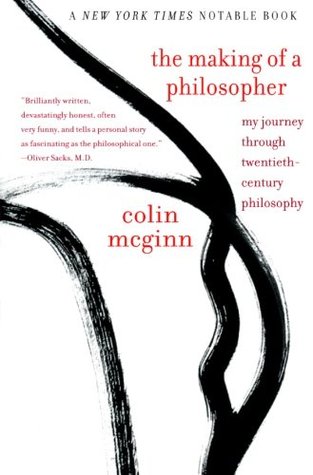 A NEW YORK TIMES NOTABLE BOOK
the making of a
philosopher
my journey
through
twentieth-
century
philosophy
"Brilliantly written,
devastatingly honest, often
very funny, and tells a personal story
as fascinating as the philosophical one."
—Oliver Sacks, M.D.
colin
mcginn